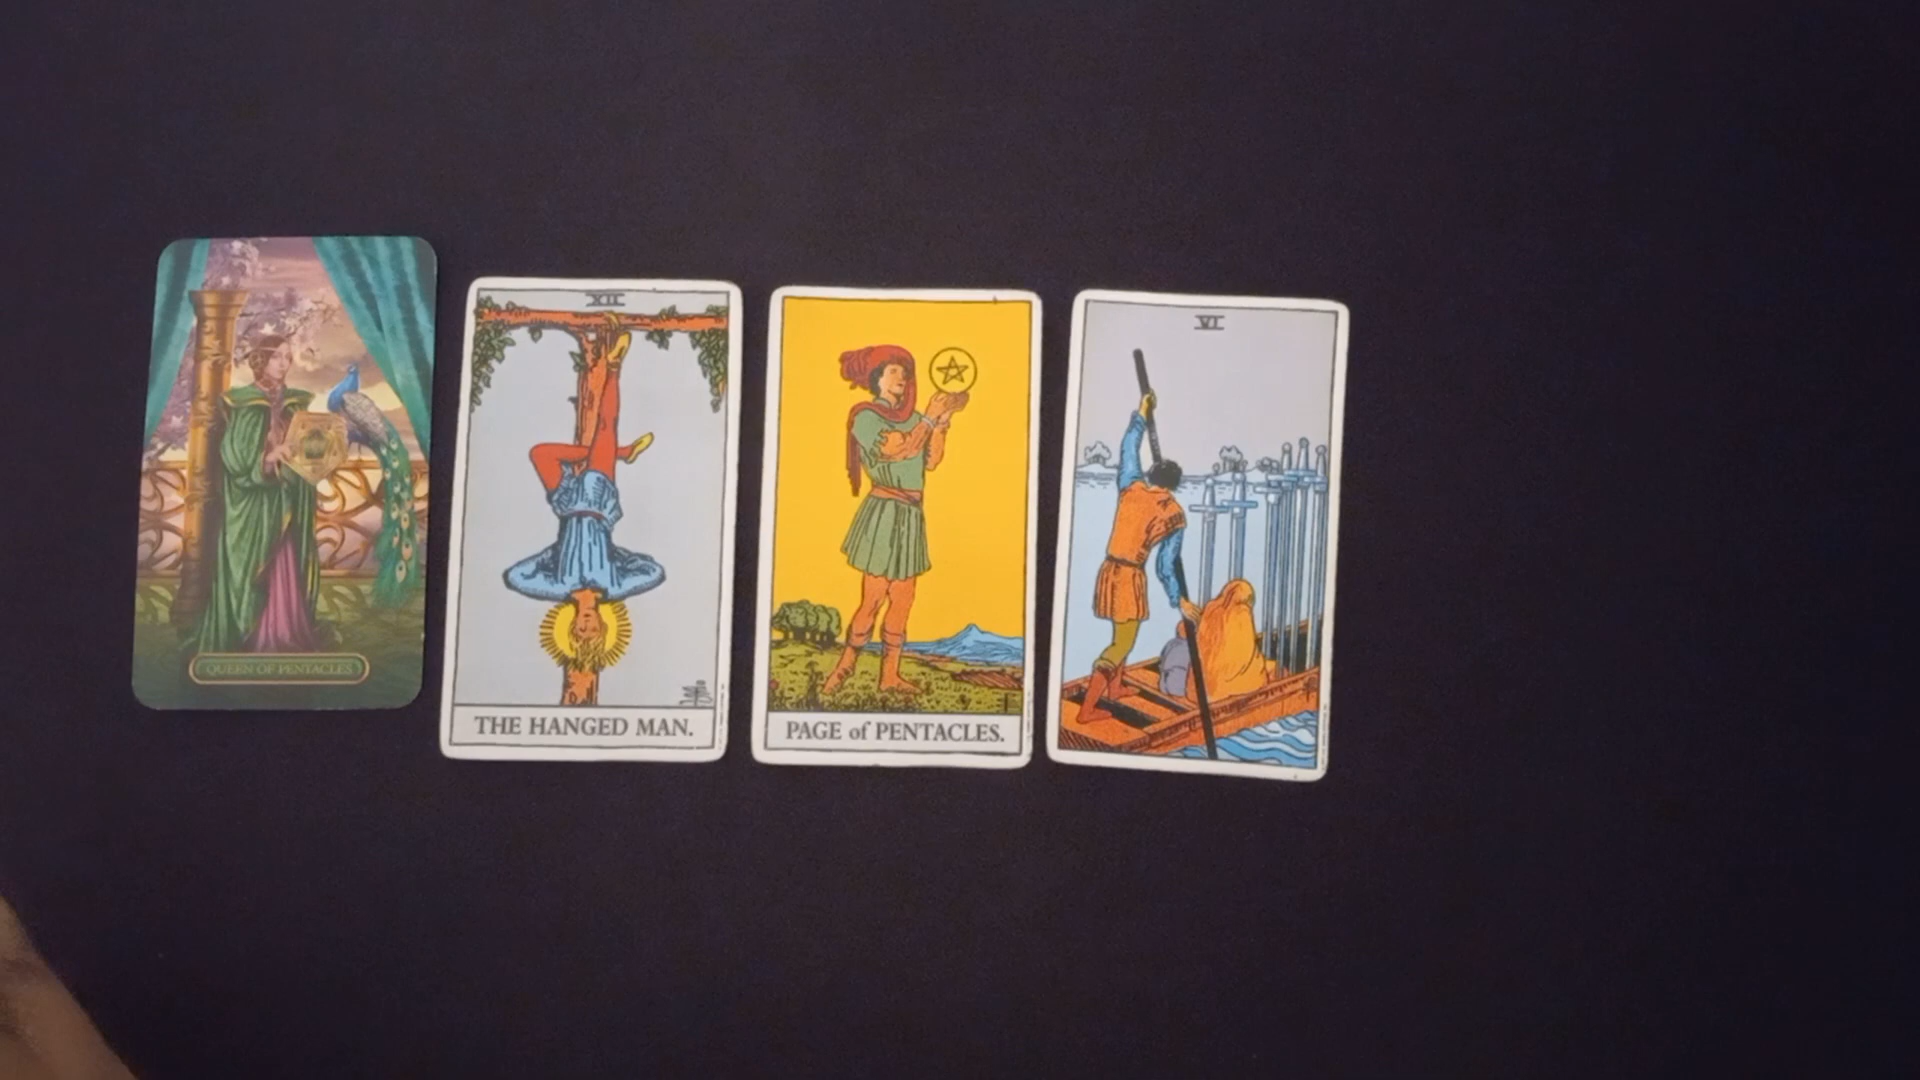 QUEEN OF PENTACLES
XII
THE HANGED MAN.
PAGE of PENTACLES.
VI